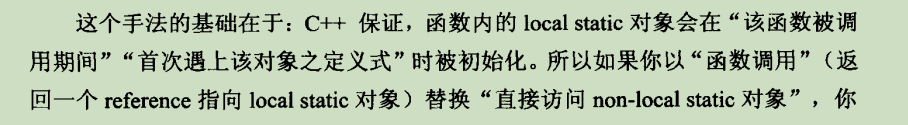 这个手法的基础在于：C++ 保证，函数内的 local static 对象会在“该函数被调
用期间”“首次遇上该对象之定义式”时被初始化。所以如果你以“函数调用”（返
回一个 reference 指向 local static 对象）替换“直接访问 non-local static 对象”，你